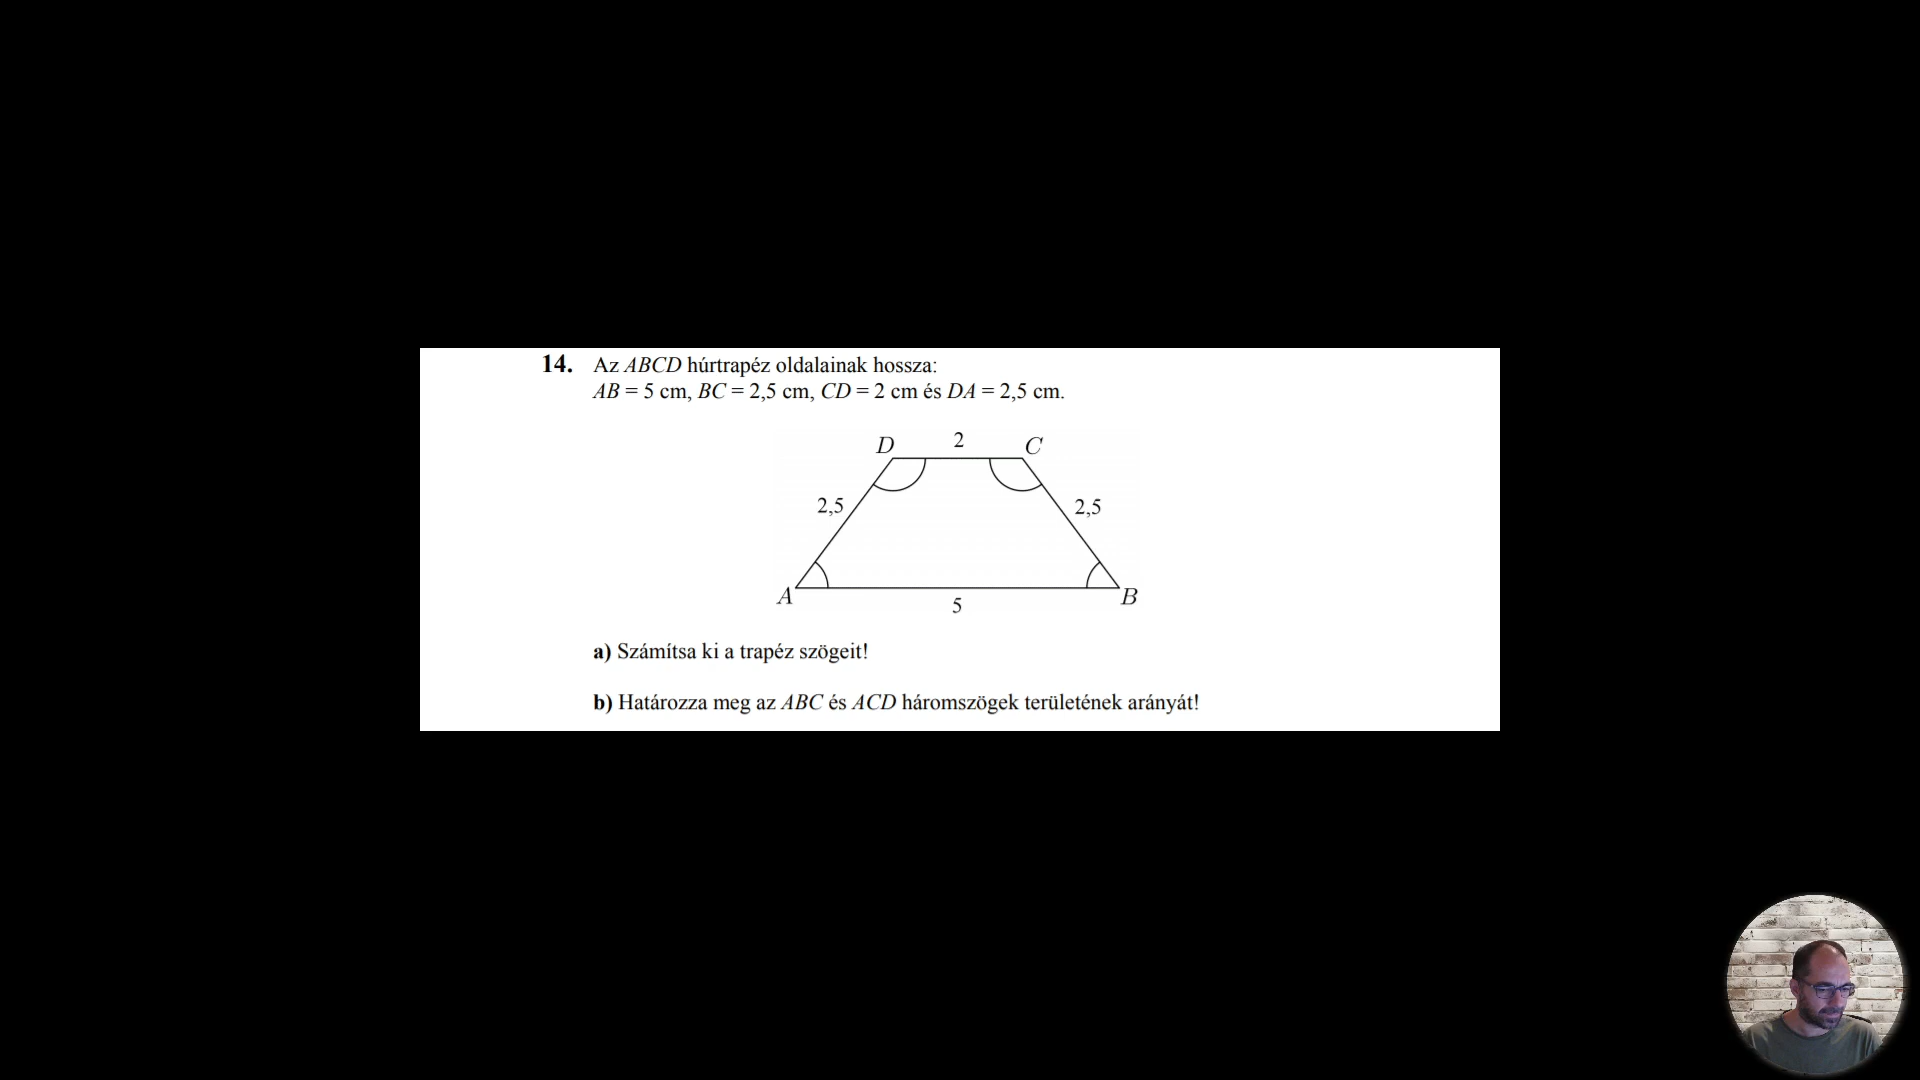 14. Az ABCD húrtrapéz oldalainak hossza:
AB = 5 cm, BC = 2,5 cm, CD = 2 cm és DA = 2,5 cm.
D 2 C
2,5 2,5
A B
5
a) Számítsa ki a trapéz szögeit!
b) Határozza meg az ABC és ACD háromszögek területének arányát!